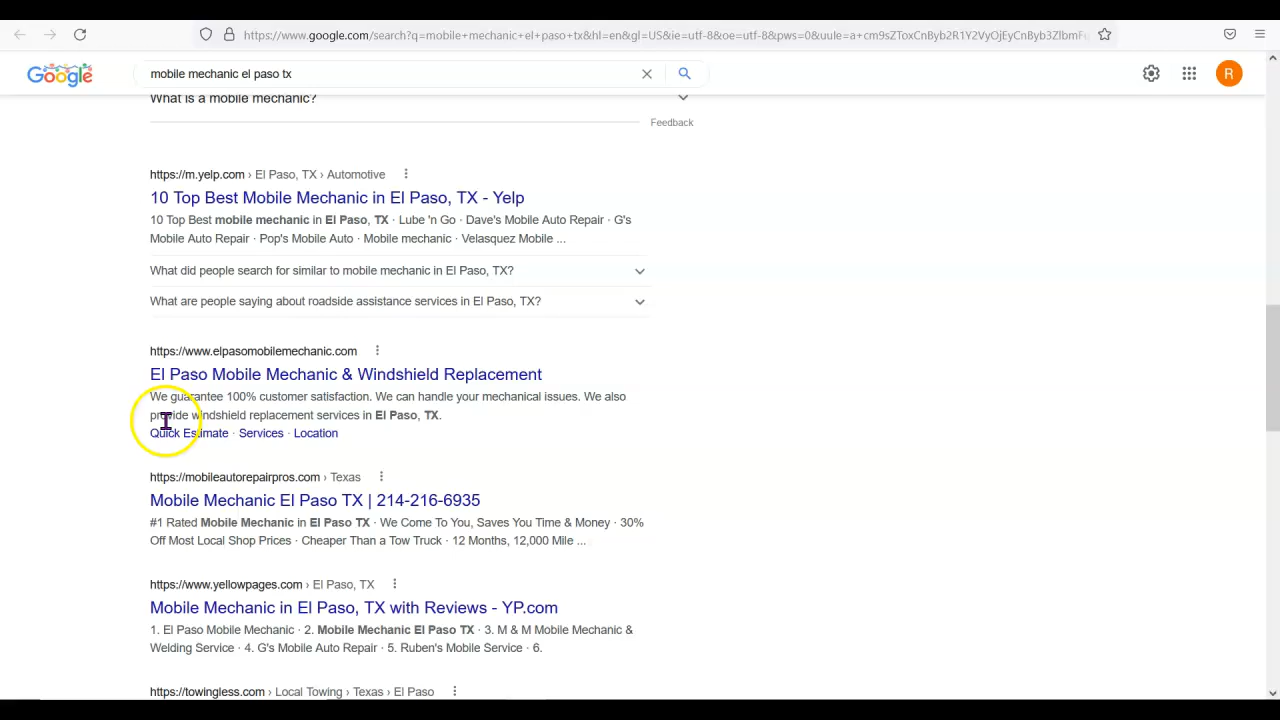 https://www.google.com/search?q=mobile+mechanic+el+paso+tx&hl=en&gl=US&ie=utf-8&oe=utf-8&pws=0&uule=a+cm9sZToxCnByb2R1Y2VyOjEyCnByb3ZlbmF
Google
mobile mechanic el paso tx
R
What is a mobile mechanic?
Feedback
https://m.yelp.com › El Paso, TX › Automotive
10 Top Best Mobile Mechanic in El Paso, TX - Yelp
10 Top Best mobile mechanic in El Paso, TX · Lube 'n Go · Dave's Mobile Auto Repair · G's
Mobile Auto Repair · Pop's Mobile Auto · Mobile mechanic · Velasquez Mobile ...
What did people search for similar to mobile mechanic in El Paso, TX?
What are people saying about roadside assistance services in El Paso, TX?
https://www.elpasomobilemechanic.com
El Paso Mobile Mechanic & Windshield Replacement
We guarantee 100% customer satisfaction. We can handle your mechanical issues. We also
provide windshield replacement services in El Paso, TX.
Quick Estimate · Services · Location
https://mobileautorepairpros.com › Texas
Mobile Mechanic El Paso TX | 214-216-6935
#1 Rated Mobile Mechanic in El Paso TX · We Come To You, Saves You Time & Money · 30%
Off Most Local Shop Prices · Cheaper Than a Tow Truck · 12 Months, 12,000 Mile ...
https://www.yellowpages.com › El Paso, TX
Mobile Mechanic in El Paso, TX with Reviews - YP.com
1. El Paso Mobile Mechanic · 2. Mobile Mechanic El Paso TX · 3. M & M Mobile Mechanic &
Welding Service · 4. G's Mobile Auto Repair · 5. Ruben's Mobile Service · 6.
https://towingless.com › Local Towing › Texas › El Paso